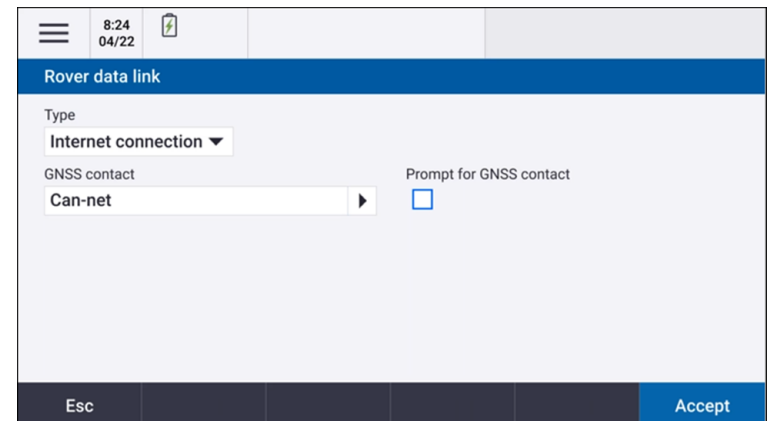 8:24
04/22
Rover data link
Type
Internet connection
GNSS contact
Prompt for GNSS contact
Can-net
Esc
Accept